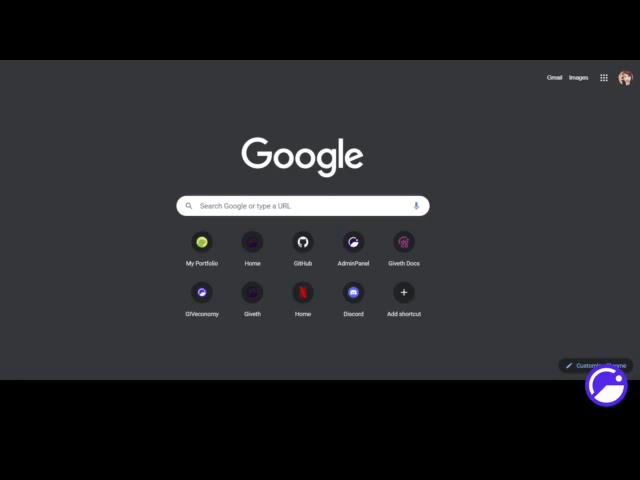 Gmail Images
Google
Search Google or type a URL
My Portfolio Home GitHub AdminPanel Giveth Docs
GIVeconomy Giveth Home Discord Add shortcut